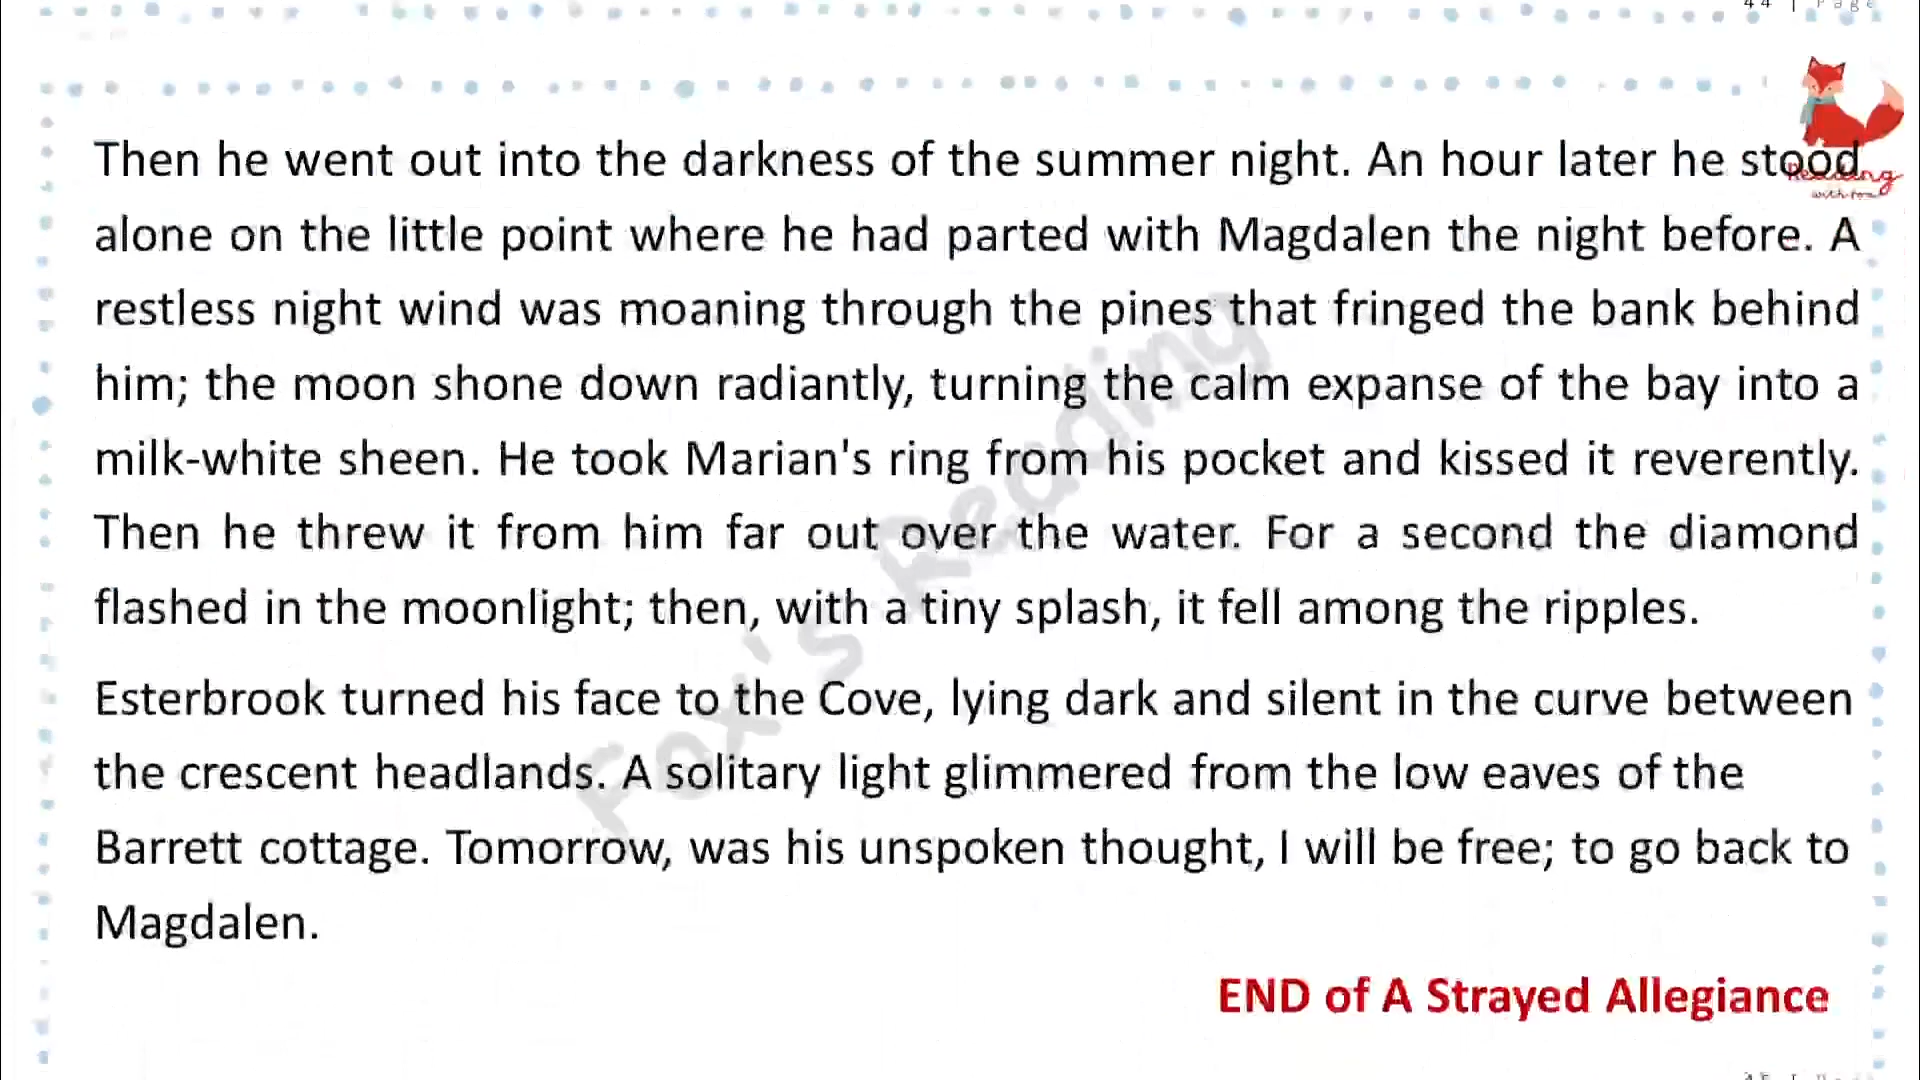 44 | Page
Then he went out into the darkness of the summer night. An hour later he stood
alone on the little point where he had parted with Magdalen the night before. A
restless night wind was moaning through the pines that fringed the bank behind
him; the moon shone down radiantly, turning the calm expanse of the bay into a
milk-white sheen. He took Marian's ring from his pocket and kissed it reverently.
Then he threw it from him far out over the water. For a second the diamond
flashed in the moonlight; then, with a tiny splash, it fell among the ripples.
Esterbrook turned his face to the Cove, lying dark and silent in the curve between
the crescent headlands. A solitary light glimmered from the low eaves of the
Barrett cottage. Tomorrow, was his unspoken thought, I will be free; to go back to
Magdalen.
END of A Strayed Allegiance
Fox's Reading
Reading
with fox